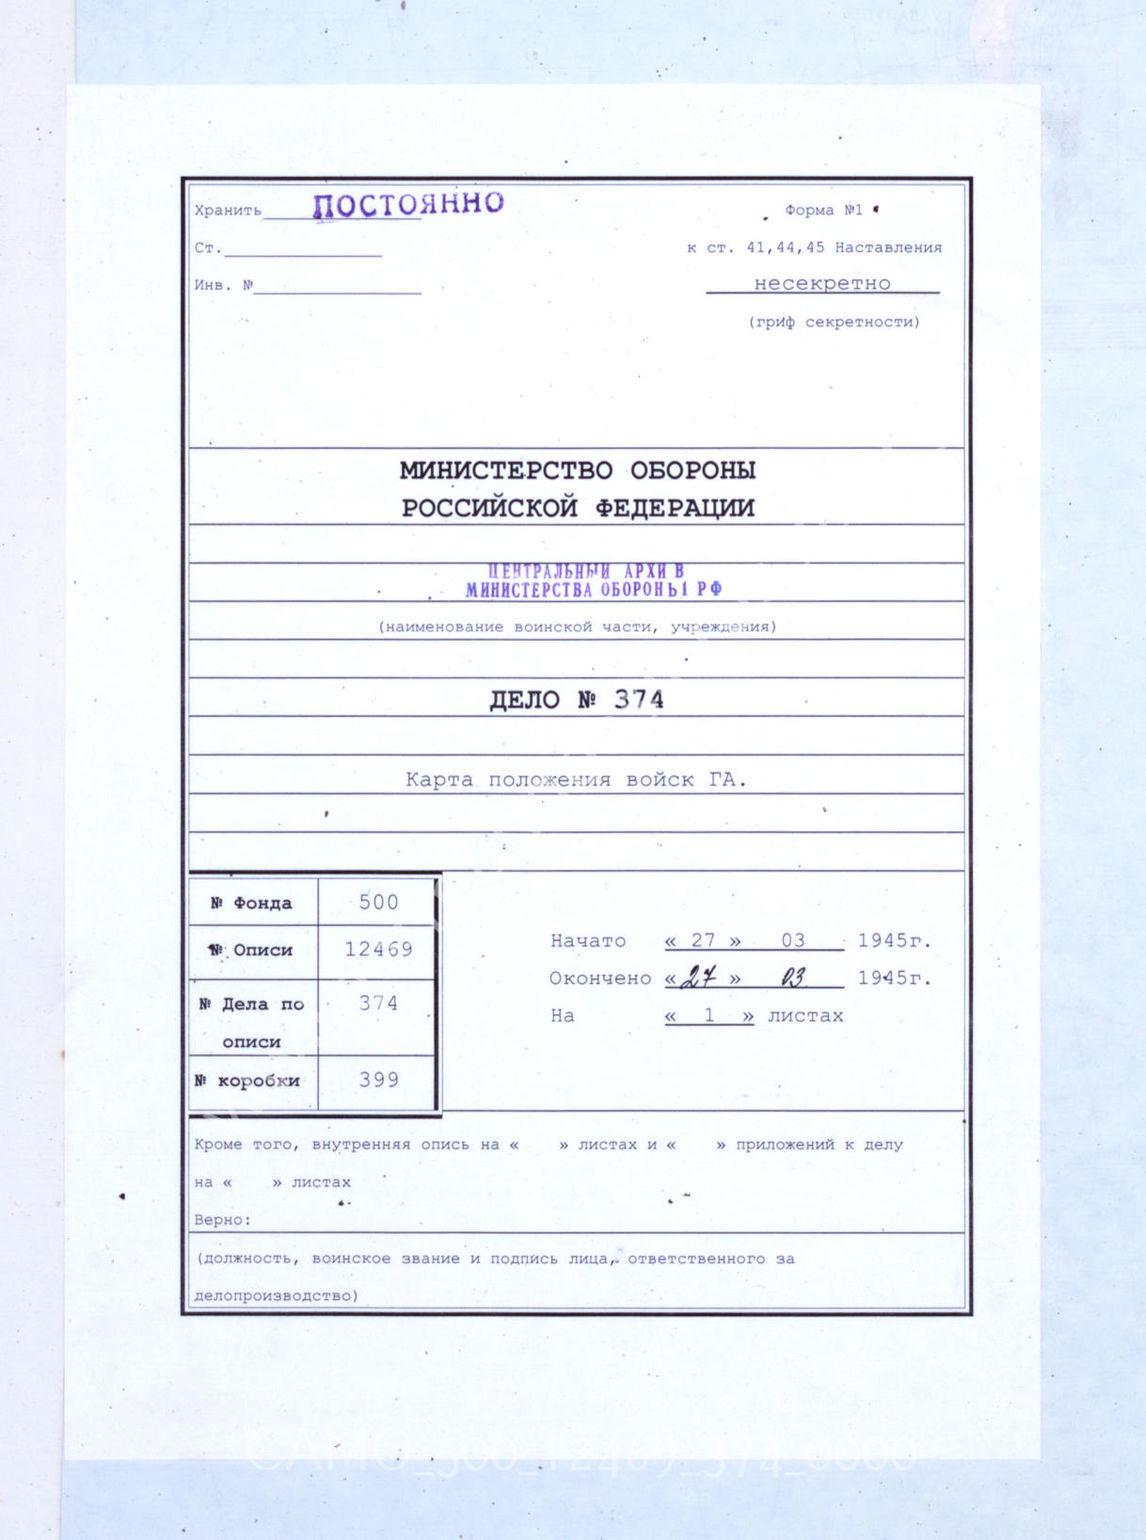 Хранить ПОСТОЯННО
Форма №1
Ст.
к ст. 41,44,45 Наставления
Инв. №
несекретно
(гриф секретности)
МИНИСТЕРСТВО ОБОРОНЫ
РОССИЙСКОЙ ФЕДЕРАЦИИ
ЦЕНТРАЛЬНЫЙ АРХИВ
МИНИСТЕРСТВА ОБОРОНЫ РФ
(наименование воинской части, учреждения)
ДЕЛО № 374
Карта положения войск ГА.
№ Фонда 500
№ Описи 12469
№ Дела по описи 374
№ коробки 399
Начато « 27 » 03 1945г.
Окончено « 27 » 03 1945г.
На « 1 » листах
Кроме того, внутренняя опись на « » листах и « » приложений к делу
на « » листах
Верно:
(должность, воинское звание и подпись лица, ответственного за
делопроизводство)
CAMO_500_12469_374_0000